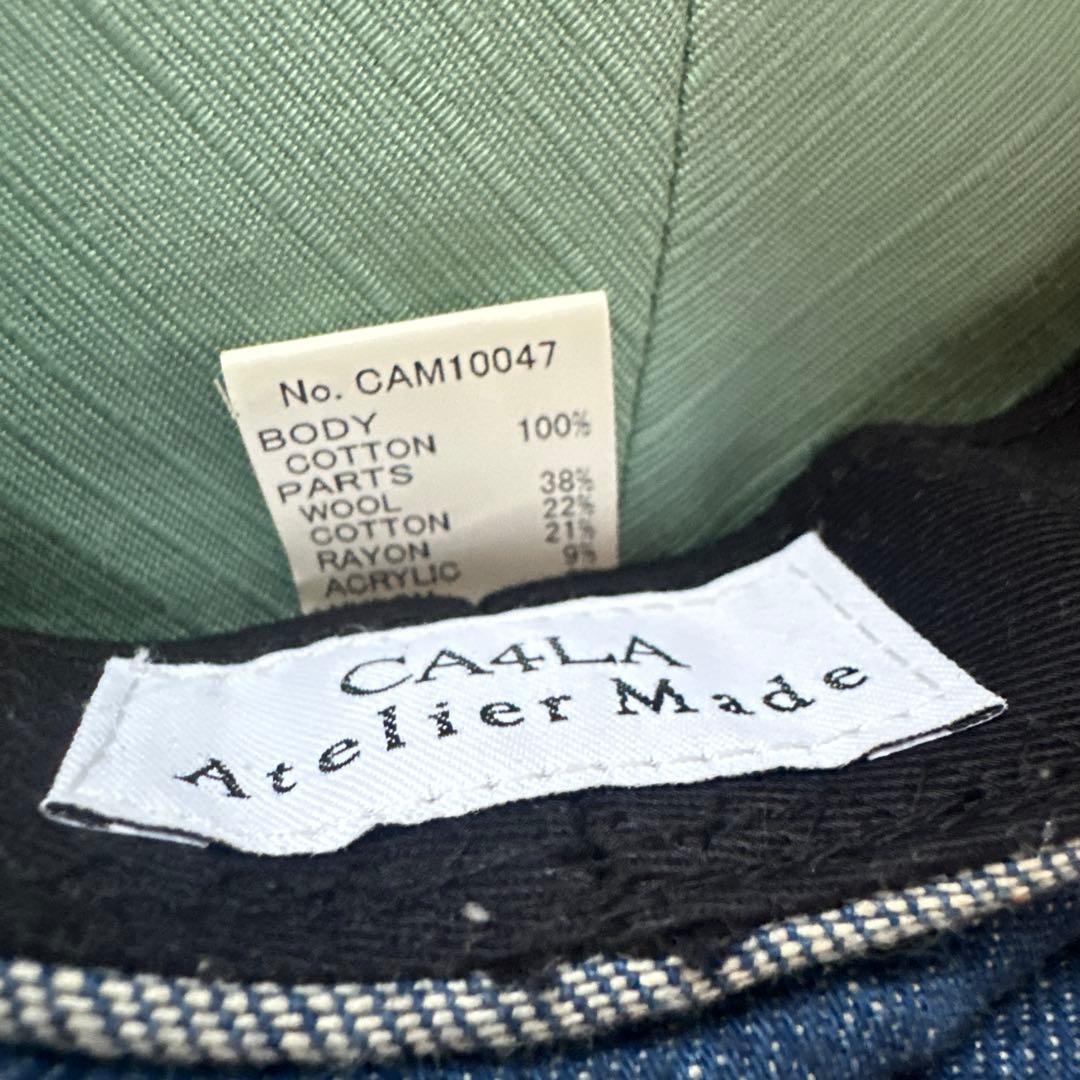 No. CAM10047
BODY
COTTON 100%
PARTS
WOOL 38%
COTTON 22%
RAYON 21%
ACRYLIC 9%
CA4LA
Atelier Made